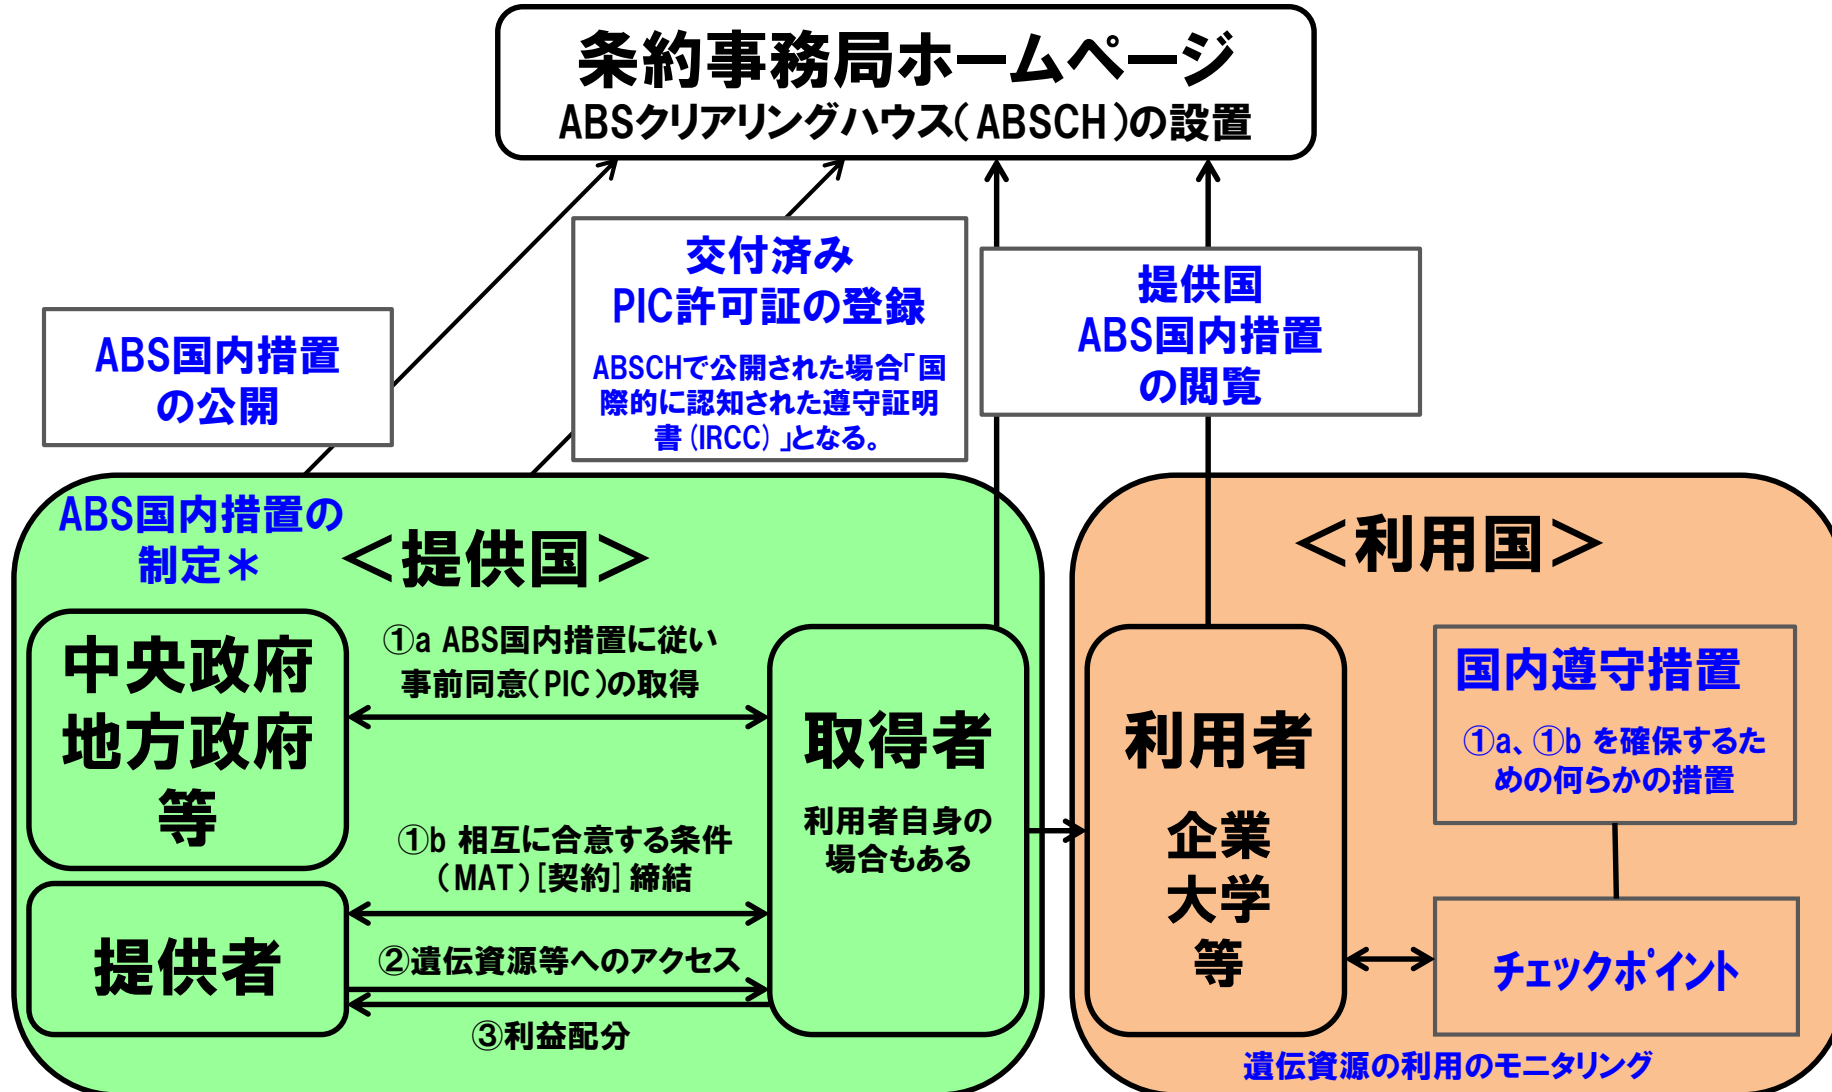 条約事務局ホームページ
ABSクリアリングハウス(ABSCH)の設置
交付済み
PIC許可証の登録
ABSCHで公開された場合「国
際的に認知された遵守証明
書(IRCC)」となる。
提供国
ABS国内措置
の閲覧
ABS国内措置
の公開
ABS国内措置の
制定＊
＜提供国＞
中央政府
地方政府
等
①a ABS国内措置に従い
事前同意(PIC)の取得
①b 相互に合意する条件
(MAT)[契約]締結
提供者
②遺伝資源等へのアクセス
③利益配分
取得者
利用者自身の
場合もある
＜利用国＞
利用者
企業
大学
等
国内遵守措置
①a、①b を確保するた
めの何らかの措置
チェックポイント
遺伝資源の利用のモニタリング